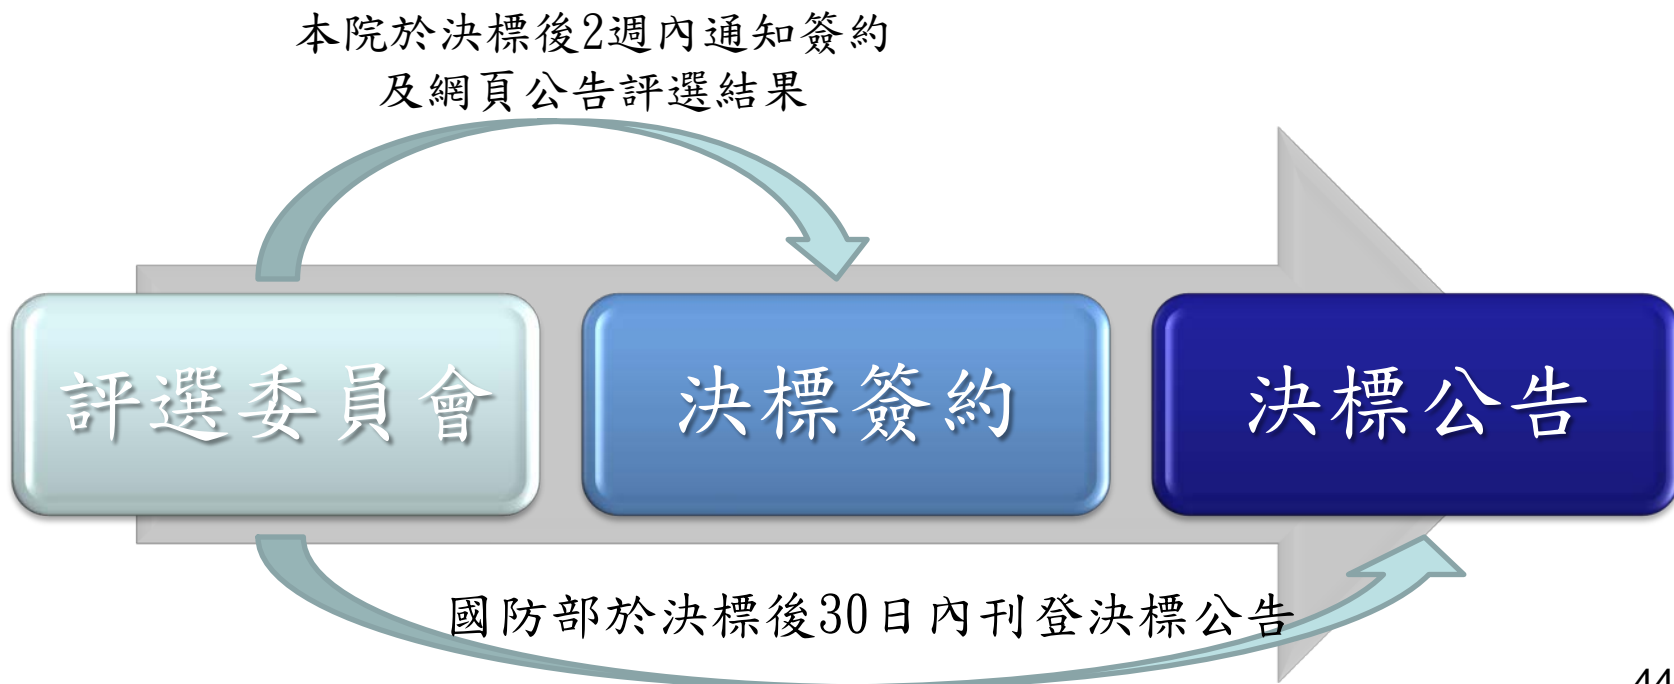 本院於決標後2週內通知簽約
及網頁公告評選結果
評選委員會
決標簽約
決標公告
國防部於決標後30日內刊登決標公告
44